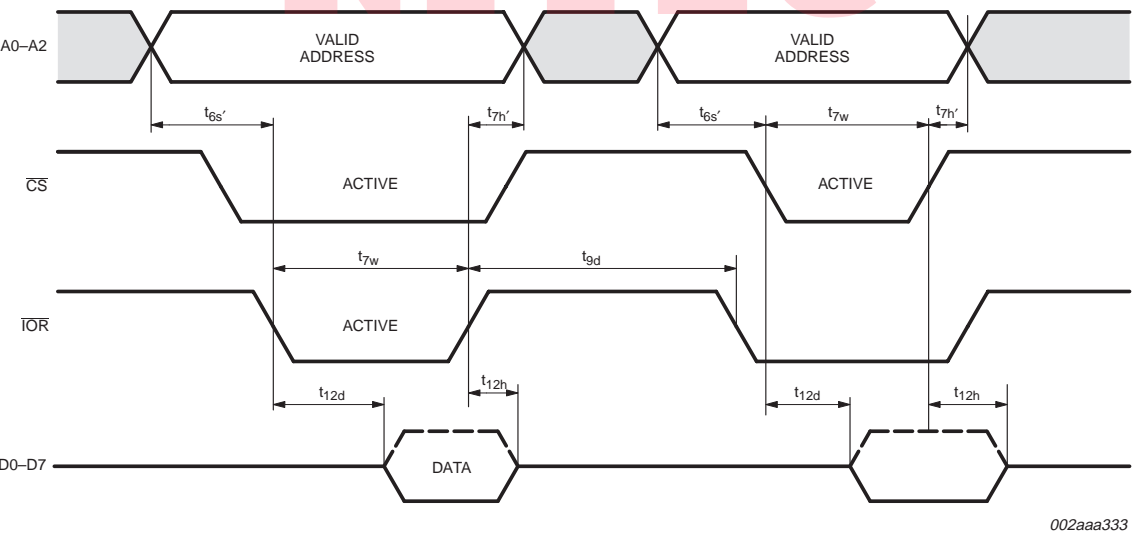 A0–A2
VALID
ADDRESS
VALID
ADDRESS
t6s′
t7h′
t6s′
t7w
t7h′
CS
ACTIVE
ACTIVE
t7w
t9d
IOR
ACTIVE
t12d
t12h
t12d
t12h
D0–D7
DATA
002aaa333